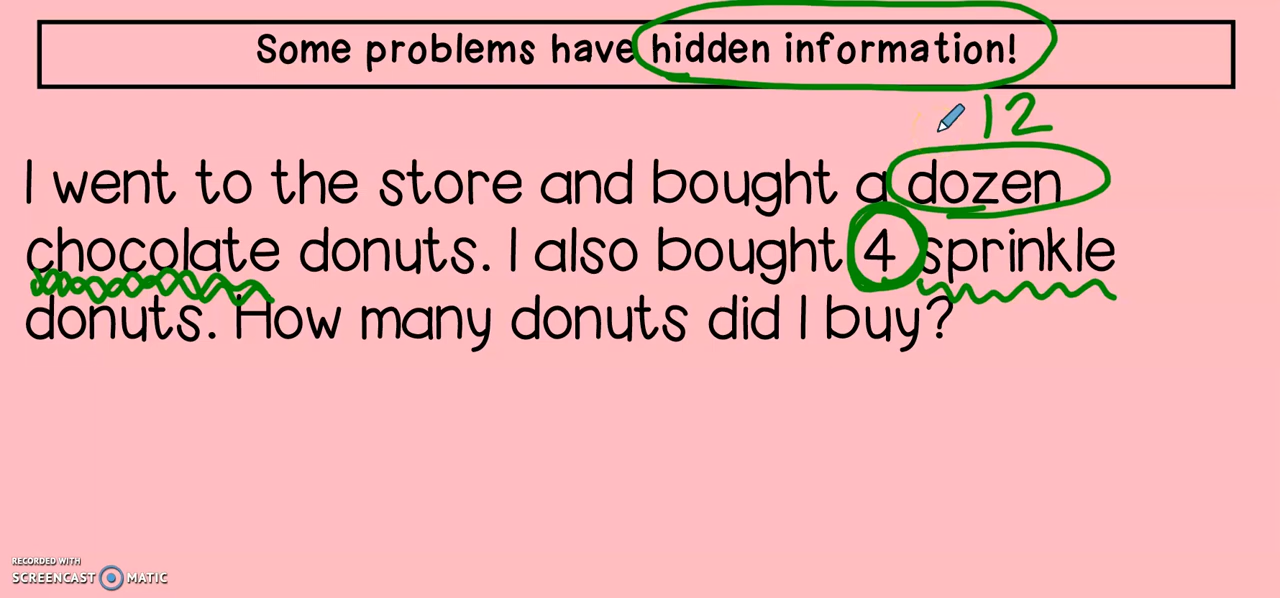 Some problems have hidden information!
12
I went to the store and bought a dozen
chocolate donuts. I also bought 4 sprinkle
donuts. How many donuts did I buy?
RECORDED WITH
SCREENCAST MATIC